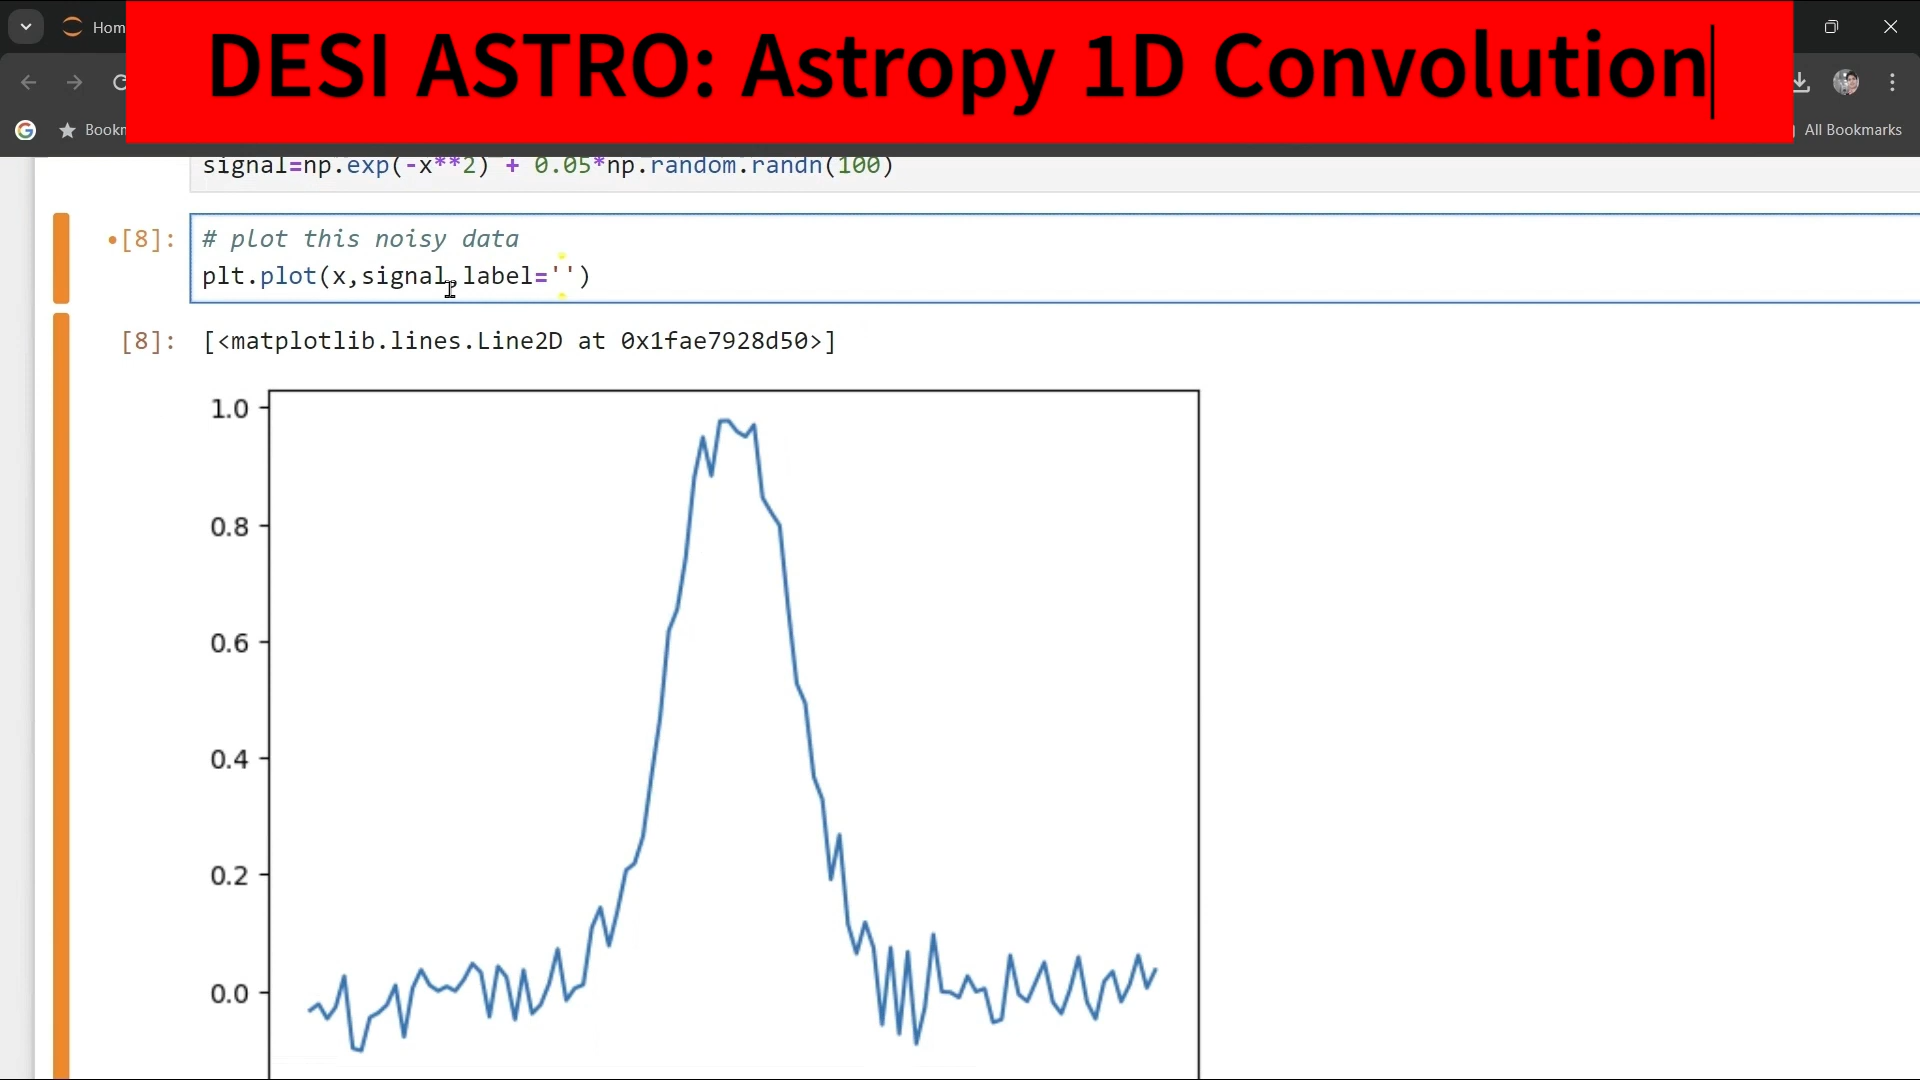 DESI ASTRO: Astropy 1D Convolution
Hom
Bookm
All Bookmarks
signal=np.exp(-x**2) + 0.05*np.random.randn(100)
[8]:
# plot this noisy data
plt.plot(x,signal,label='')
[8]:
[<matplotlib.lines.Line2D at 0x1fae7928d50>]
1.0
0.8
0.6
0.4
0.2
0.0